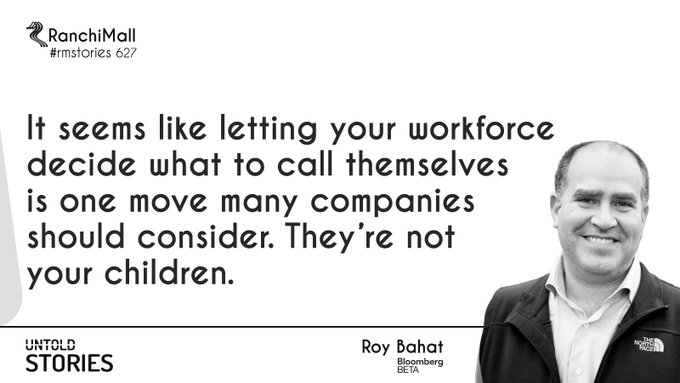 RanchiMall
#rmstories 627
It seems like letting your workforce
decide what to call themselves
is one move many companies
should consider. They’re not
your children.
THE
NORTH
FACE
UNTOLD
STORIES
Roy Bahat
Bloomberg
BETA